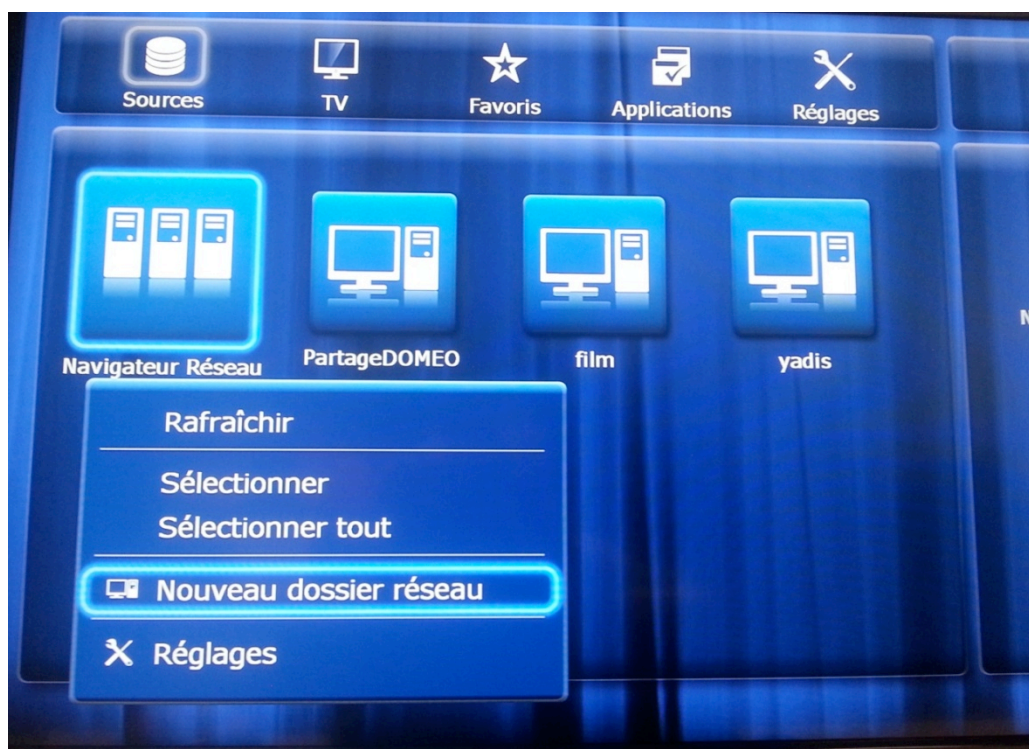 Sources
TV
Favoris
Applications
Réglages
Navigateur Réseau
PartageDOMEO
film
yadis
Rafraîchir
Sélectionner
Sélectionner tout
Nouveau dossier réseau
Réglages
N